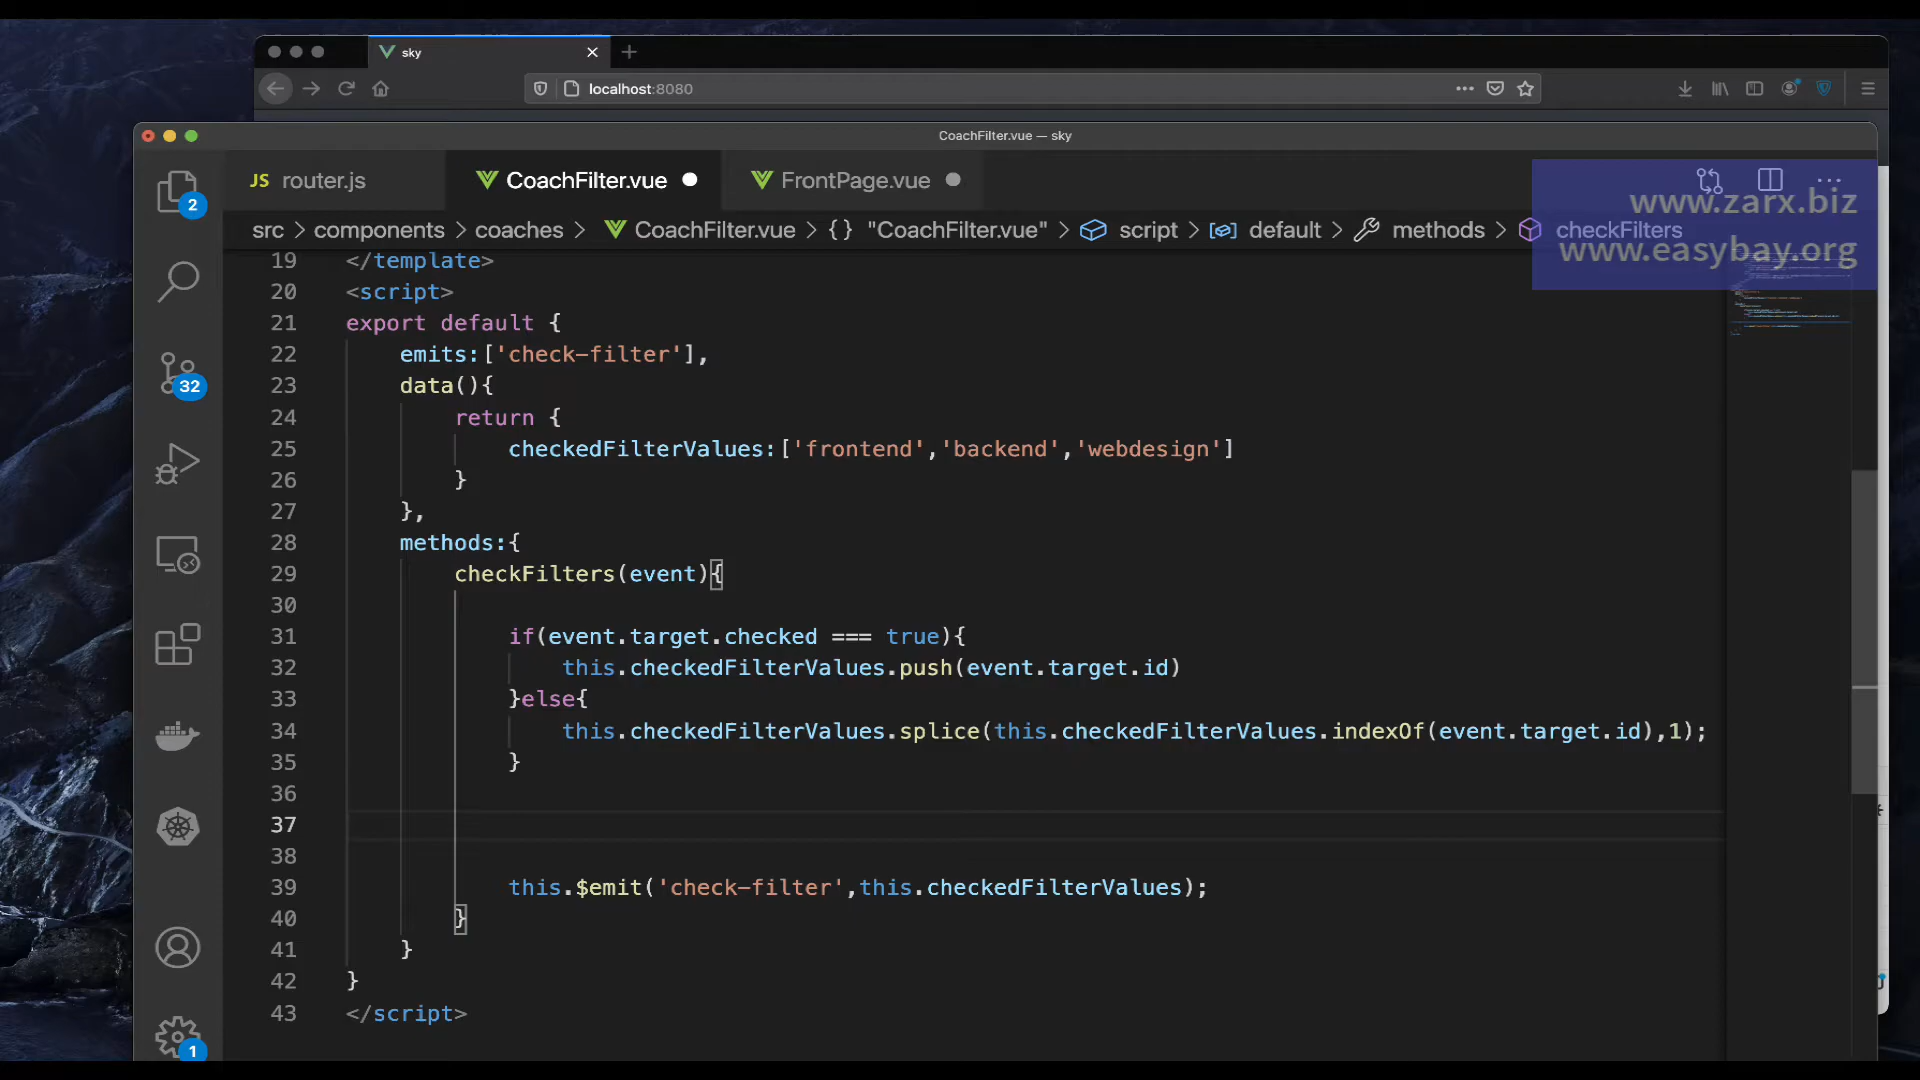 sky
localhost:8080
CoachFilter.vue — sky
2
JS router.js
CoachFilter.vue
FrontPage.vue
www.zarx.biz
src > components > coaches > CoachFilter.vue > {} "CoachFilter.vue" > script > default > methods > checkFilters
www.easybay.org
19 </template>
20 <script>
21 export default {
22 emits:['check-filter'],
23 data(){
32
24 return {
25 checkedFilterValues:['frontend','backend','webdesign']
26 }
27 },
28 methods:{
29 checkFilters(event){
30
31 if(event.target.checked === true){
32 this.checkedFilterValues.push(event.target.id)
33 }else{
34 this.checkedFilterValues.splice(this.checkedFilterValues.indexOf(event.target.id),1);
35 }
36
37
38
39 this.$emit('check-filter',this.checkedFilterValues);
40 }
41 }
42 }
43 </script>
1